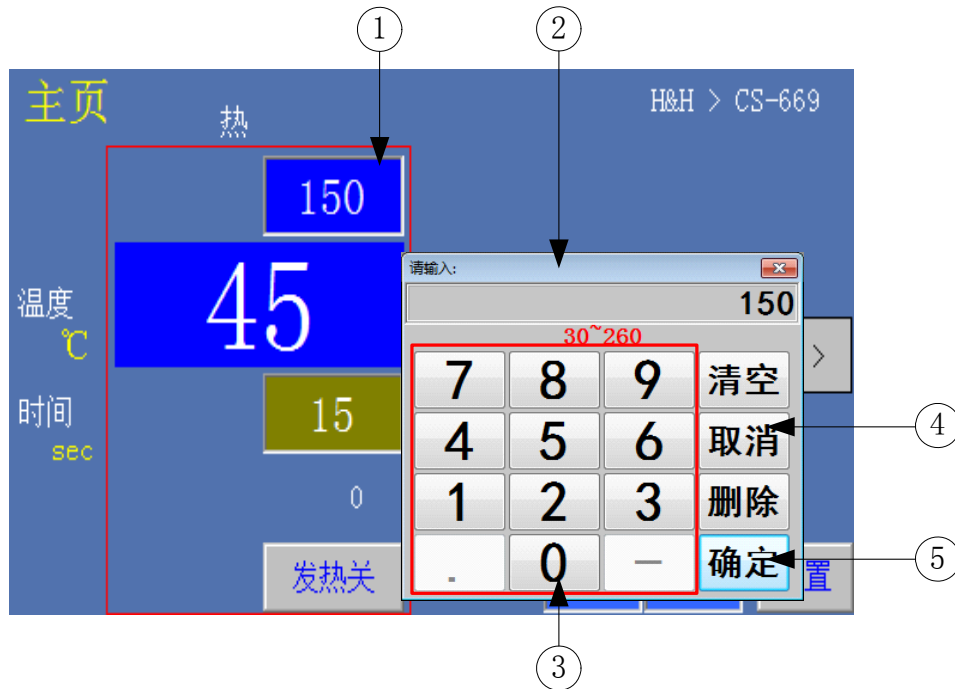 1
2
主页
热
H&H > CS-669
150
45
请输入:
150
30~260
温度
℃
7 8 9 清空
>
时间
sec
15
4 5 6 取消
4
0
1 2 3 删除
发热关
. 0 - 确定
5
置
3